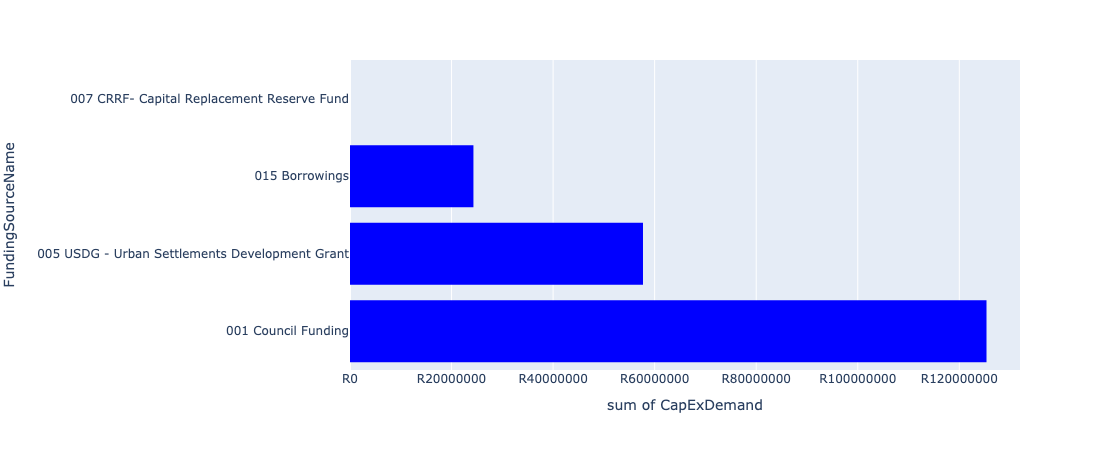 FundingSourceName
007 CRRF- Capital Replacement Reserve Fund
015 Borrowings
005 USDG - Urban Settlements Development Grant
001 Council Funding
R0 R20000000 R40000000 R60000000 R80000000 R100000000 R120000000
sum of CapExDemand